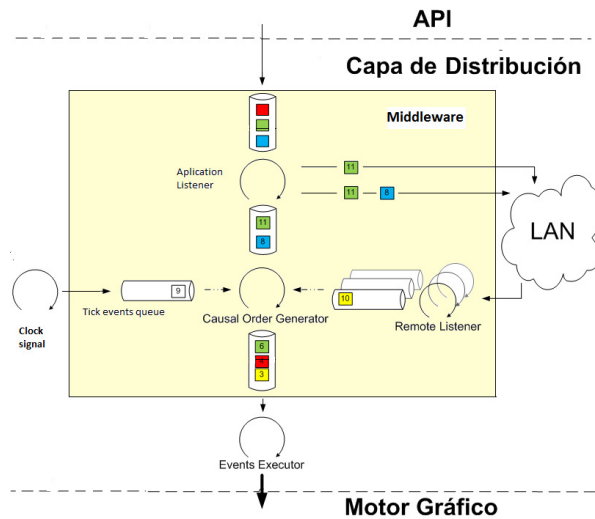 API
Capa de Distribución
Middleware
Aplication
Listener
11
11
8
11
8
LAN
9
10
Tick events queue
Causal Order Generator
Remote Listener
Clock
signal
6
4
3
Events Executor
Motor Gráfico